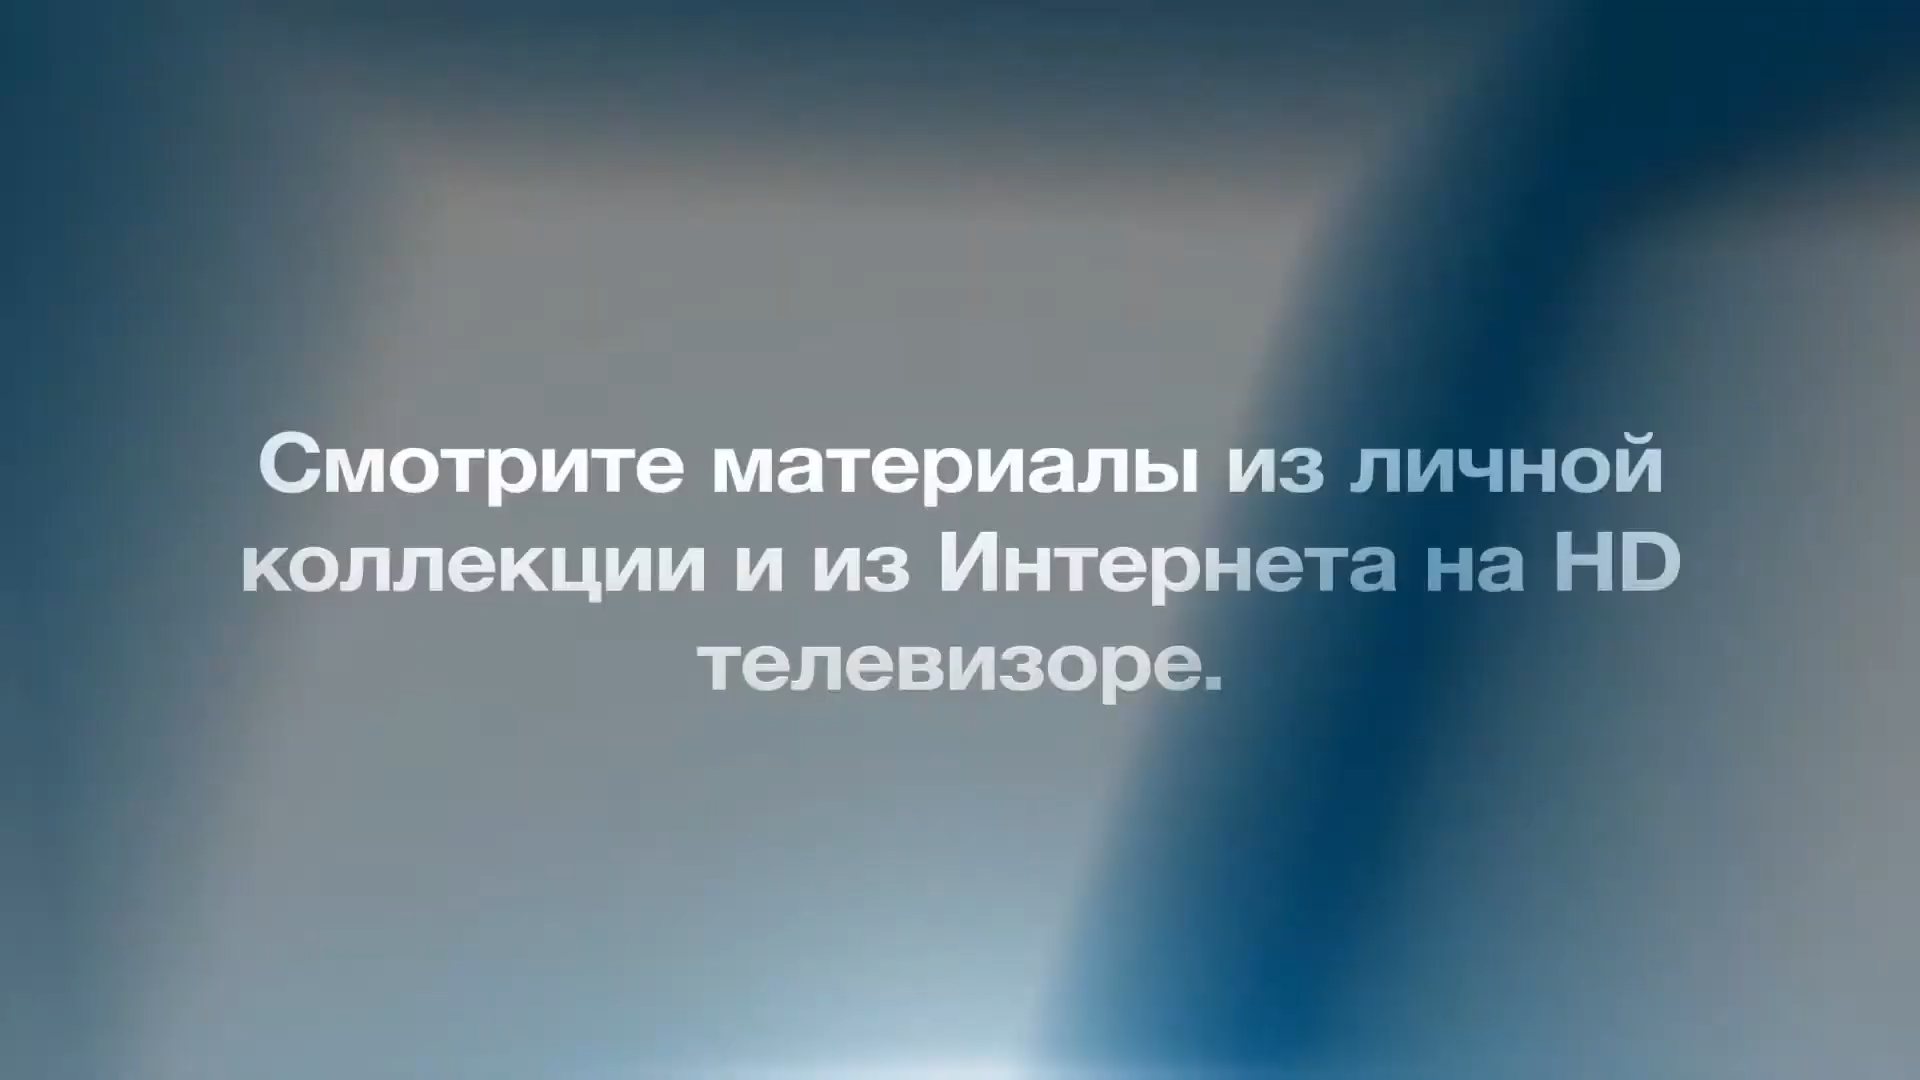 Смотрите материалы из личной
коллекции и из Интернета на HD
телевизоре.